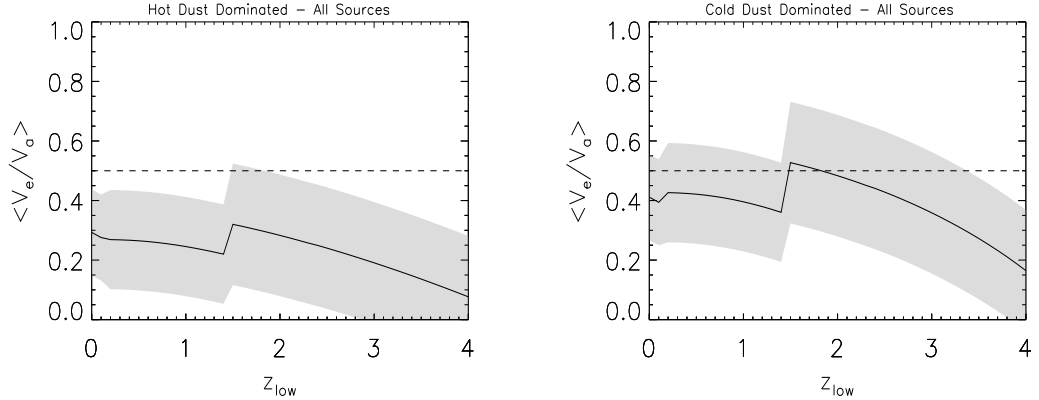 Hot Dust Dominated – All Sources
1.0
0.8
0.6
0.4
0.2
0.0
<V_e/V_a>
0 1 2 3 4
z_low
Cold Dust Dominated – All Sources
1.0
0.8
0.6
0.4
0.2
0.0
<V_e/V_a>
0 1 2 3 4
z_low